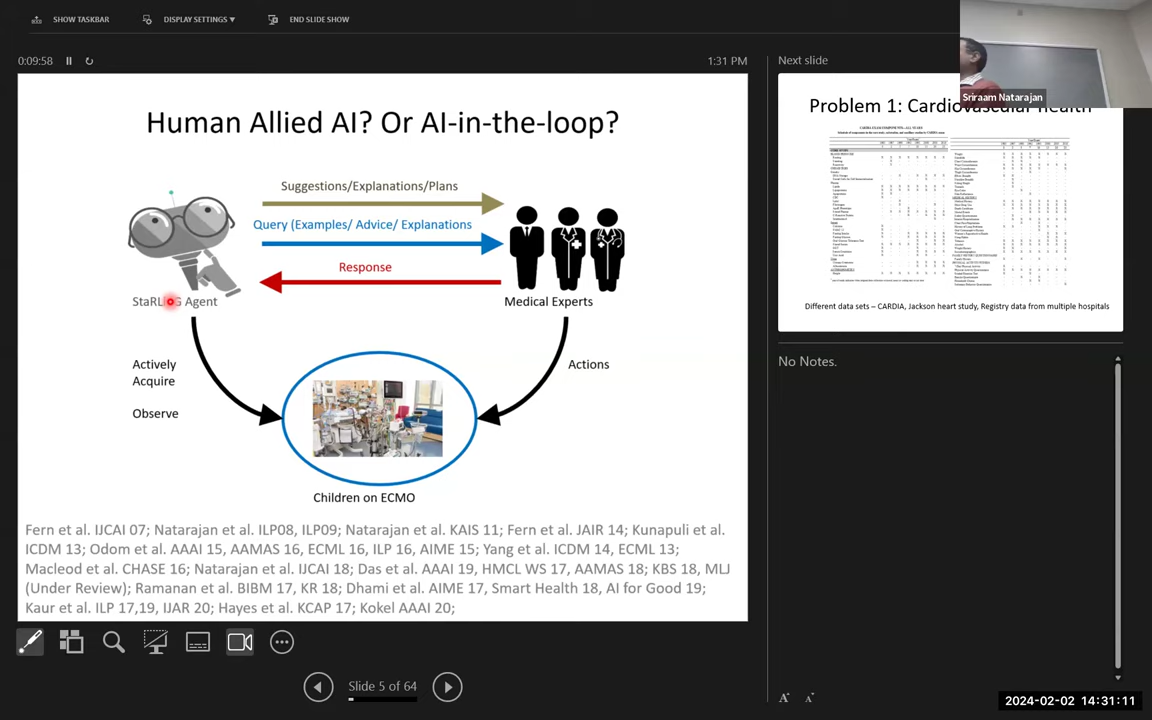 SHOW TASKBAR
DISPLAY SETTINGS ▼
END SLIDE SHOW
0:09:58
1:31 PM
Human Allied AI? Or AI-in-the-loop?
Suggestions/Explanations/Plans
Query (Examples/ Advice/ Explanations
Response
StaRL Agent
Medical Experts
Actively
Acquire
Observe
Actions
Children on ECMO
Fern et al. IJCAI 07; Natarajan et al. ILP08, ILP09; Natarajan et al. KAIS 11; Fern et al. JAIR 14; Kunapuli et al.
ICDM 13; Odom et al. AAAI 15, AAMAS 16, ECML 16, ILP 16, AIME 15; Yang et al. ICDM 14, ECML 13;
Macleod et al. CHASE 16; Natarajan et al. IJCAI 18; Das et al. AAAI 19, HMCL WS 17, AAMAS 18; KBS 18, MLJ
(Under Review); Ramanan et al. BIBM 17, KR 18; Dhami et al. AIME 17, Smart Health 18, AI for Good 19;
Kaur et al. ILP 17,19, IJAR 20; Hayes et al. KCAP 17; Kokel AAAI 20;
Slide 5 of 64
Next slide
Sriraam Natarajan
Problem 1: Cardiovascular health
Different data sets – CARDIA, Jackson heart study, Registry data from multiple hospitals
No Notes.
A A
2024-02-02 14:31:11